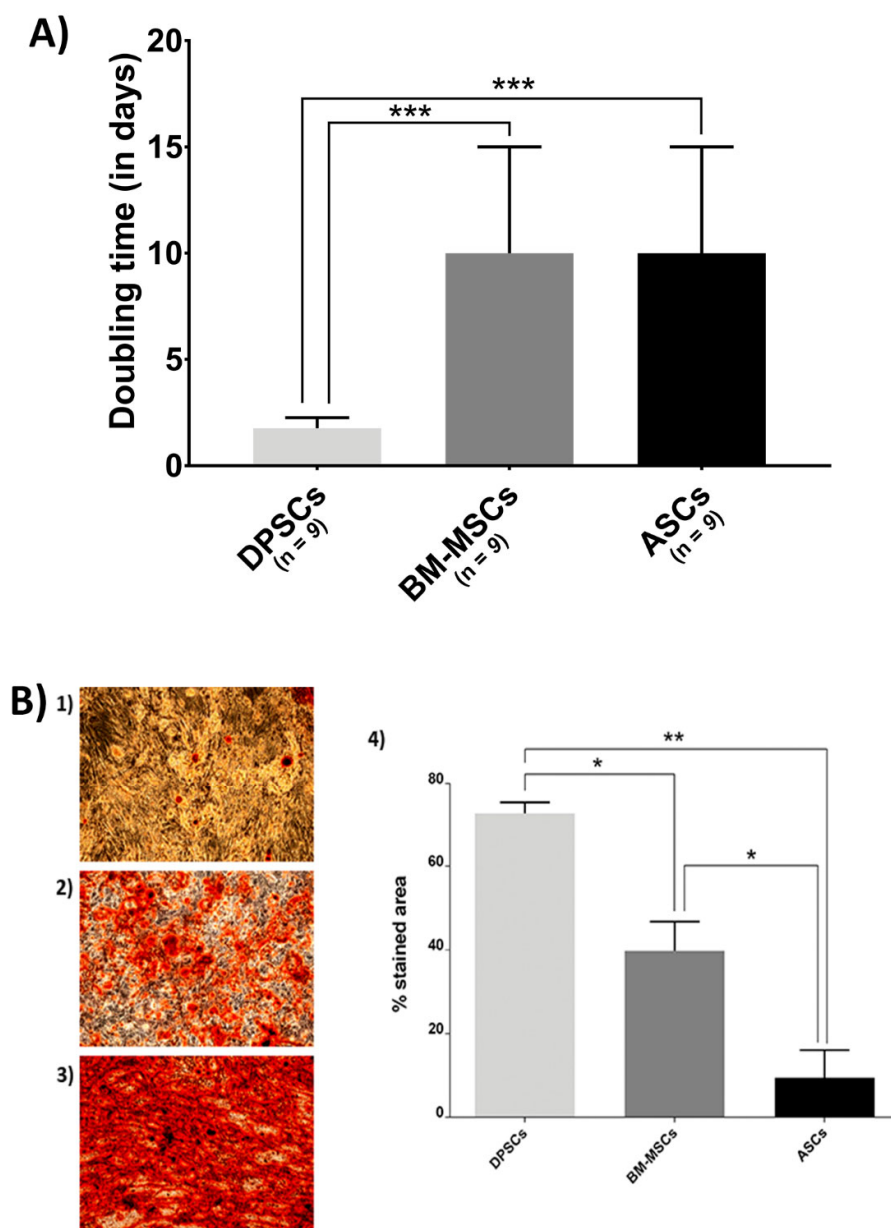 A)
Doubling time (in days)
20
15
10
5
0
***
***
DPSCs
(n = 9)
BM-MSCs
(n = 9)
ASCs
(n = 9)
B)
1)
2)
3)
4)
% stained area
80
60
40
20
0
**
*
*
DPSCs
BM-MSCs
ASCs